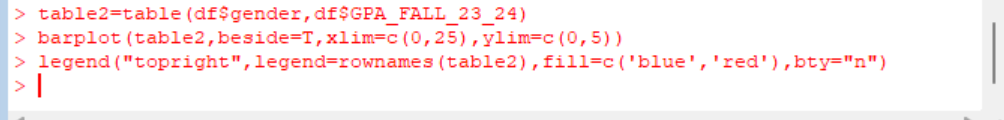 > table2=table(df$gender,df$GPA_FALL_23_24)
> barplot(table2,beside=T,xlim=c(0,25),ylim=c(0,5))
> legend("topright",legend=rownames(table2),fill=c('blue','red'),bty="n")
>